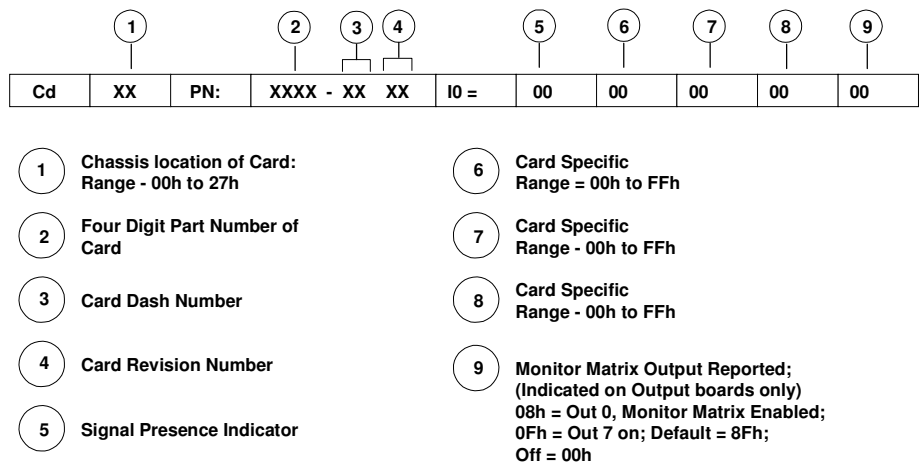 1 2 3 4 5 6 7 8 9
Cd XX PN: XXXX - XX XX I0 = 00 00 00 00 00
1 Chassis location of Card:
Range - 00h to 27h
2 Four Digit Part Number of
Card
3 Card Dash Number
4 Card Revision Number
5 Signal Presence Indicator
6 Card Specific
Range = 00h to FFh
7 Card Specific
Range - 00h to FFh
8 Card Specific
Range - 00h to FFh
9 Monitor Matrix Output Reported;
(Indicated on Output boards only)
08h = Out 0, Monitor Matrix Enabled;
0Fh = Out 7 on; Default = 8Fh;
Off = 00h